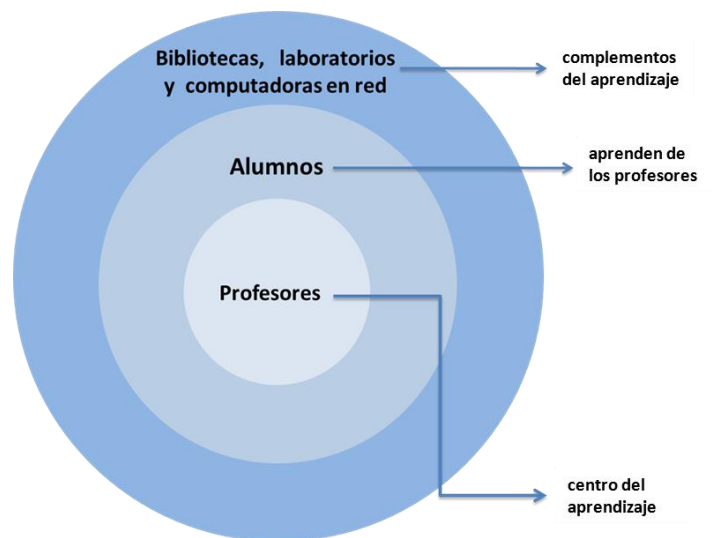 Bibliotecas, laboratorios
y computadoras en red
complementos
del aprendizaje
Alumnos
aprenden de
los profesores
Profesores
centro del
aprendizaje